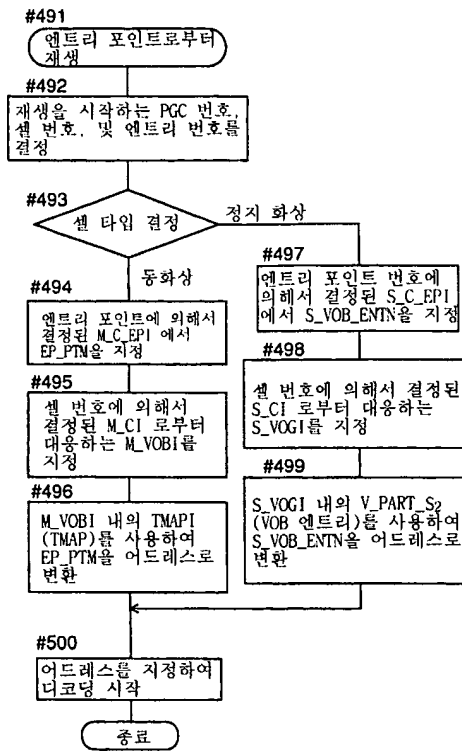 #491
엔트리 포인트로부터
재생
#492
재생을 시작하는 PGC 번호,
셀 번호, 및 엔트리 번호를
결정
#493
셀 타입 결정
정지 화상
동화상
#494
엔트리 포인트에 의해서
결정된 M_C_EPI 에서
EP_PTM을 지정
#495
셀 번호에 의해서
결정된 M_CI 로부터
대응하는 M_VOBI를
지정
#496
M_VOBI 내의 TMAPI
(TMAP)를 사용하여
EP_PTM을 어드레스로
변환
#497
엔트리 포인트 번호에
의해서 결정된 S_C_EPI
에서 S_VOB_ENTN을 지정
#498
셀 번호에 의해서 결정된
S_CI 로부터 대응하는
S_VOGI를 지정
#499
S_VOGI 내의 V_PART_S₂
(VOB 엔트리)를 사용하여
S_VOB_ENTN을 어드레스로
변환
#500
어드레스를 지정하여
디코딩 시작
종료